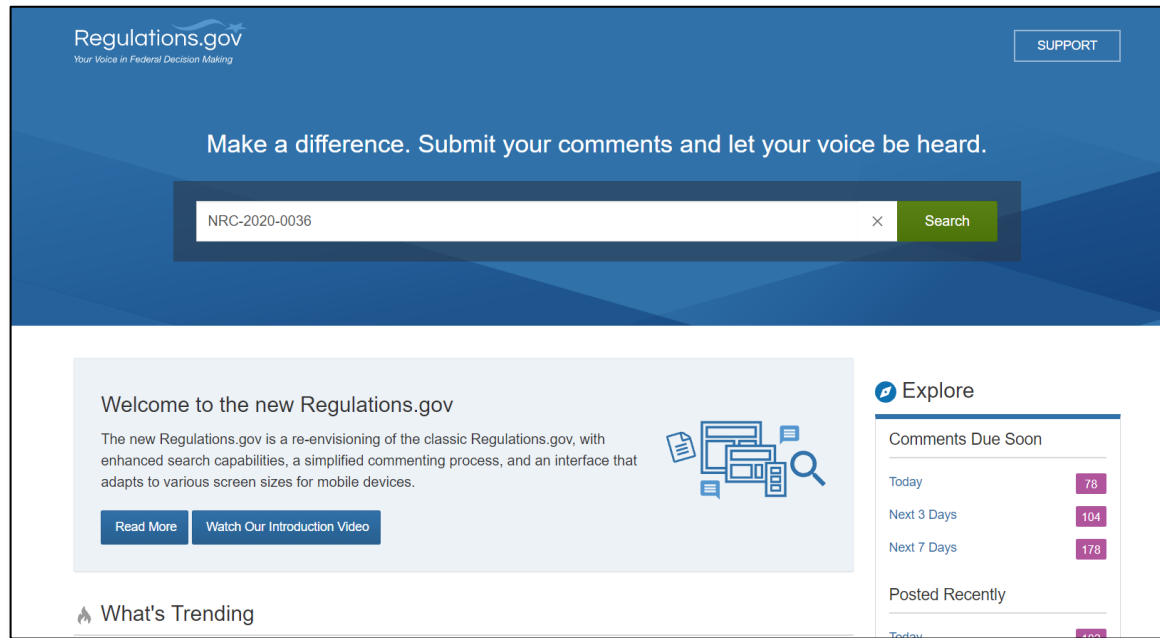 Regulations.gov
Your Voice in Federal Decision Making
SUPPORT
Make a difference. Submit your comments and let your voice be heard.
NRC-2020-0036
Search
Welcome to the new Regulations.gov
The new Regulations.gov is a re-envisioning of the classic Regulations.gov, with
enhanced search capabilities, a simplified commenting process, and an interface that
adapts to various screen sizes for mobile devices.
Read More
Watch Our Introduction Video
What's Trending
Explore
Comments Due Soon
Today 78
Next 3 Days 104
Next 7 Days 178
Posted Recently
Today